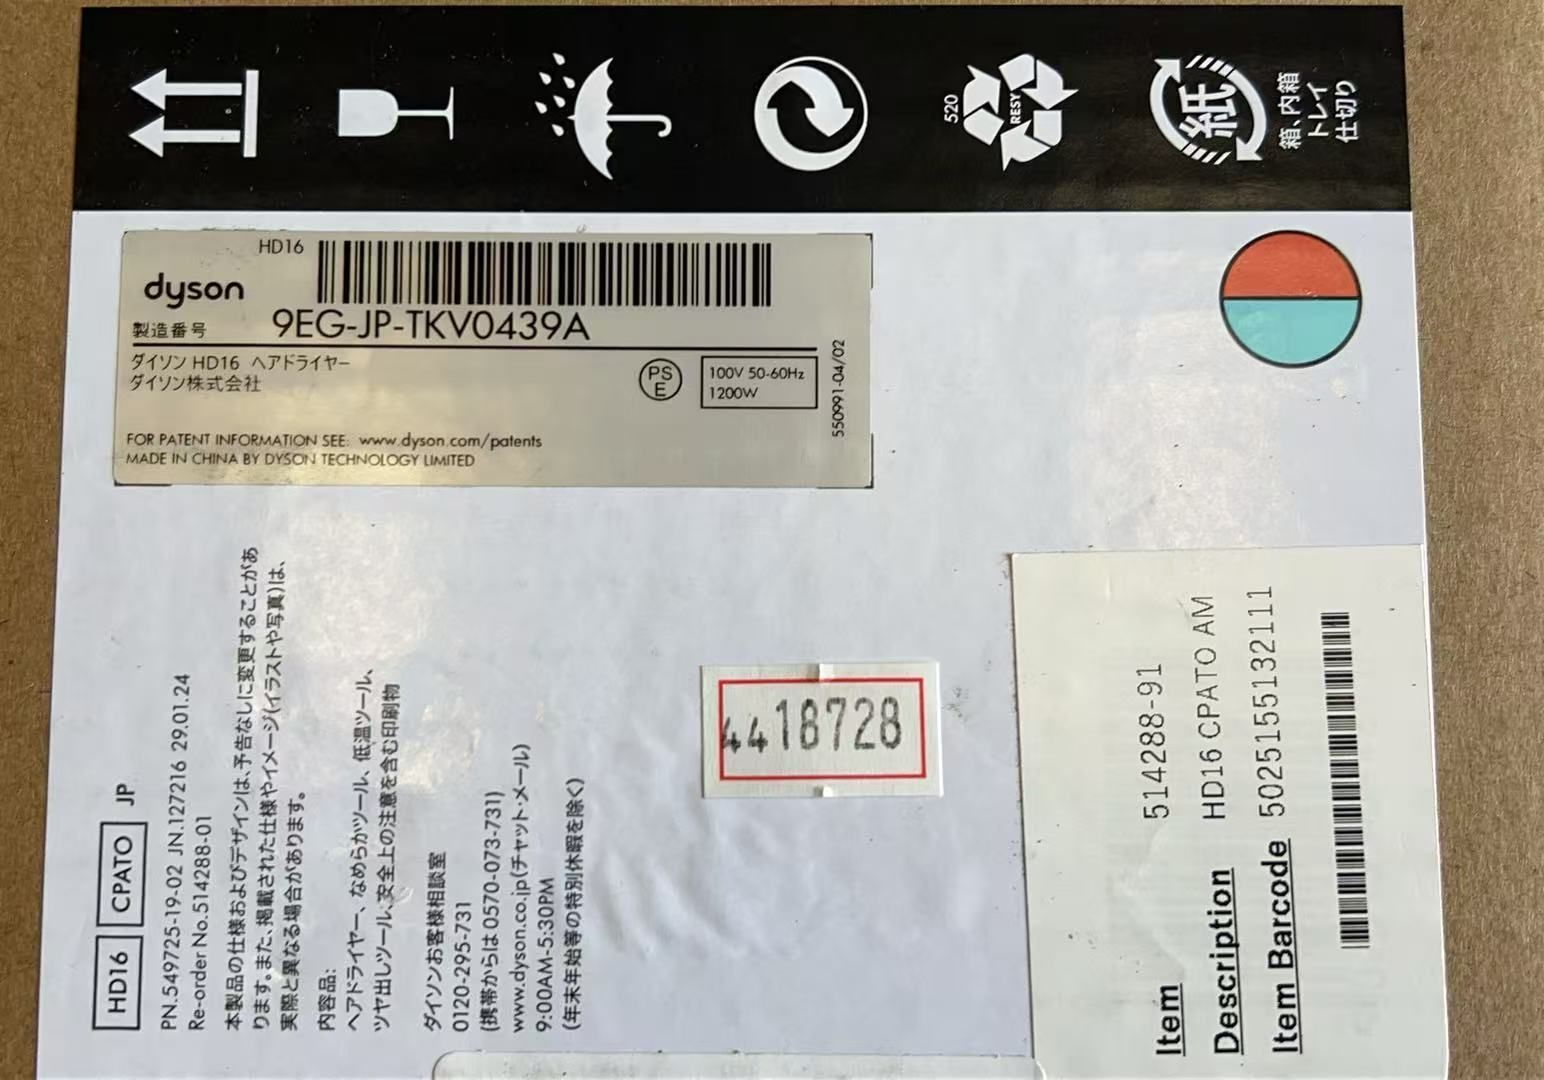 520
REST
紙
箱、内箱
トレイ
仕切り
HD16
dyson
製造番号 9EG-JP-TKV0439A
ダイソン HD16 ヘアドライヤー
ダイソン株式会社
PS
E
100V 50-60Hz
1200W
550991-04/02
FOR PATENT INFORMATION SEE: www.dyson.com/patents
MADE IN CHINA BY DYSON TECHNOLOGY LIMITED
HD16 CPATO JP
PN.549725-19-02 JN.127216 29.01.24
Re-order No.514288-01
本製品の仕様およびデザインは、予告なしに変更することがあ
ります。また、掲載された仕様やイメージ(イラストや写真)は、
実際と異なる場合があります。
内容品:
ヘアドライヤー、なめらかツール、低温ツール、
ツヤ出しツール、安全上の注意を含む印刷物
ダイソンお客様相談室
0120-295-731
(携帯からは 0570-073-731)
www.dyson.co.jp(チャット・メール)
9:00AM-5:30PM
(年末年始等の特別休暇を除く)
4418728
Item 514288-91
Description HD16 CPATO AM
Item Barcode 5025155132111